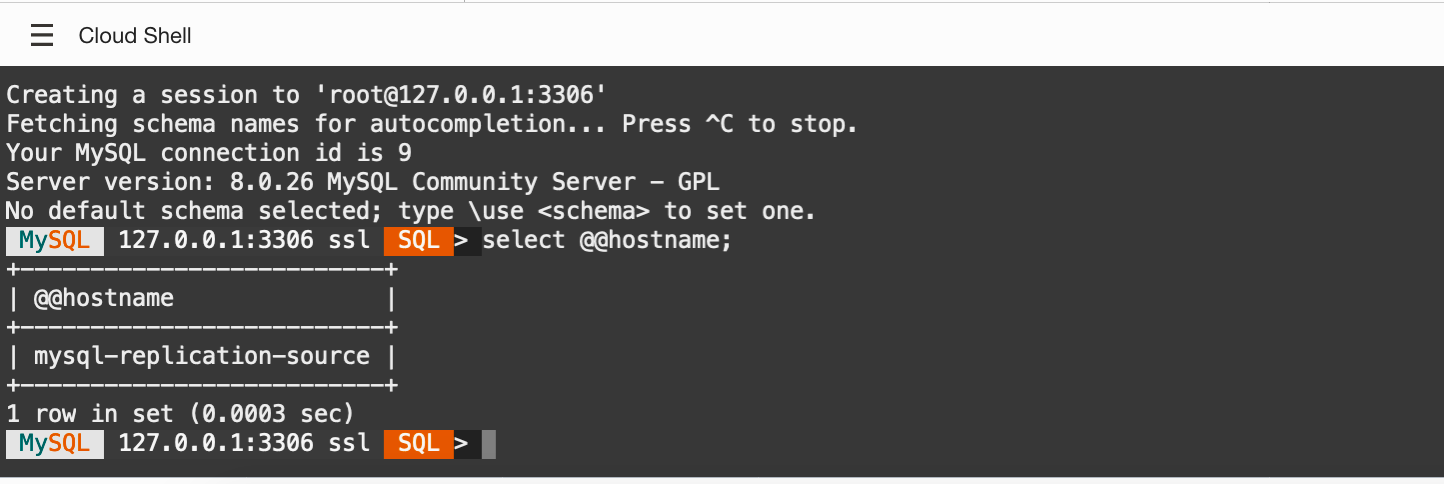 Cloud Shell
Creating a session to 'root@127.0.0.1:3306'
Fetching schema names for autocompletion... Press ^C to stop.
Your MySQL connection id is 9
Server version: 8.0.26 MySQL Community Server - GPL
No default schema selected; type \use <schema> to set one.
MySQL 127.0.0.1:3306 ssl SQL > select @@hostname;
+--------------------------+
| @@hostname               |
+--------------------------+
| mysql-replication-source |
+--------------------------+
1 row in set (0.0003 sec)
MySQL 127.0.0.1:3306 ssl SQL >